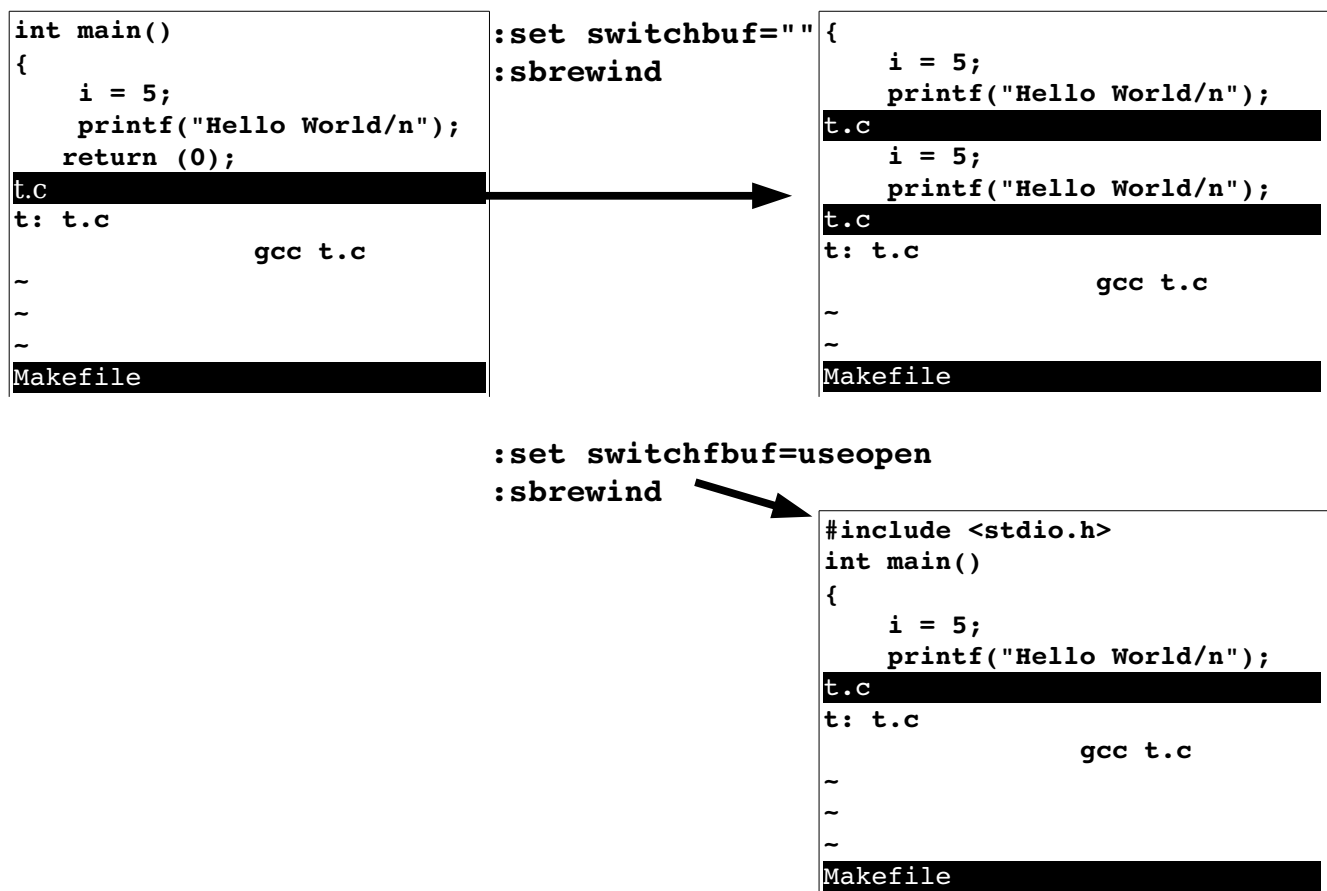 int main()
{
    i = 5;
    printf("Hello World/n");
   return (0);
t.c
t: t.c
               gcc t.c
~
~
~
Makefile
:set switchbuf=""
:sbrewind
{
    i = 5;
    printf("Hello World/n");
t.c
    i = 5;
    printf("Hello World/n");
t.c
t: t.c
                gcc t.c
~
~
Makefile
:set switchfbuf=useopen
:sbrewind
#include <stdio.h>
int main()
{
    i = 5;
    printf("Hello World/n");
t.c
t: t.c
                gcc t.c
~
~
~
Makefile